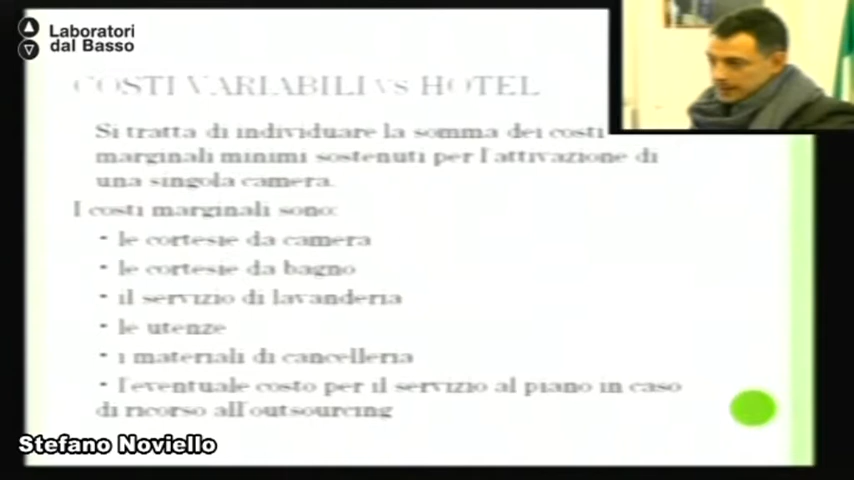 Laboratori
dal Basso
COSTI VARIABILI vs HOTEL
Si tratta di individuare la somma dei costi
marginali minimi sostenuti per l'attivazione di
una singola camera.
I costi marginali sono:
• le cortesie da camera
• le cortesie da bagno
• il servizio di lavanderia
• le utenze
• i materiali di cancelleria
• l'eventuale costo per il servizio al piano in caso
di ricorso all'outsourcing
Stefano Noviello